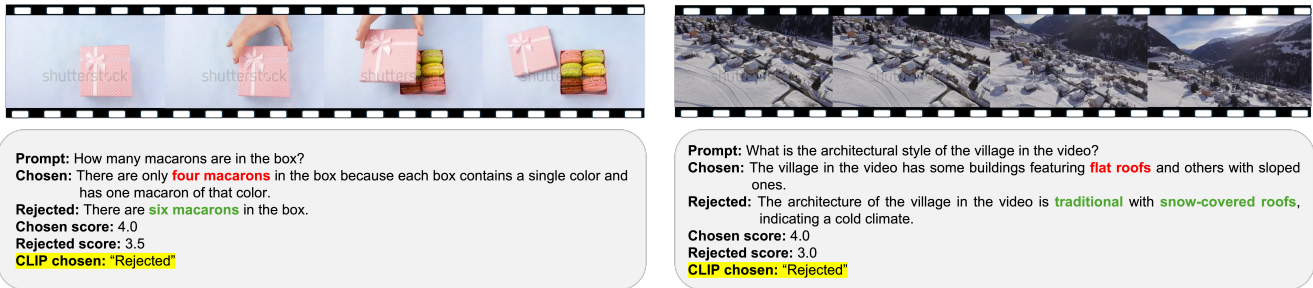 shutterstock shutterstock shutterstock shutterstock
Prompt: How many macarons are in the box?
Chosen: There are only four macarons in the box because each box contains a single color and
has one macaron of that color.
Rejected: There are six macarons in the box.
Chosen score: 4.0
Rejected score: 3.5
CLIP chosen: “Rejected”
shutterstock shutterstock shutterstock shutterstock
Prompt: What is the architectural style of the village in the video?
Chosen: The village in the video has some buildings featuring flat roofs and others with sloped
ones.
Rejected: The architecture of the village in the video is traditional with snow-covered roofs,
indicating a cold climate.
Chosen score: 4.0
Rejected score: 3.0
CLIP chosen: “Rejected”